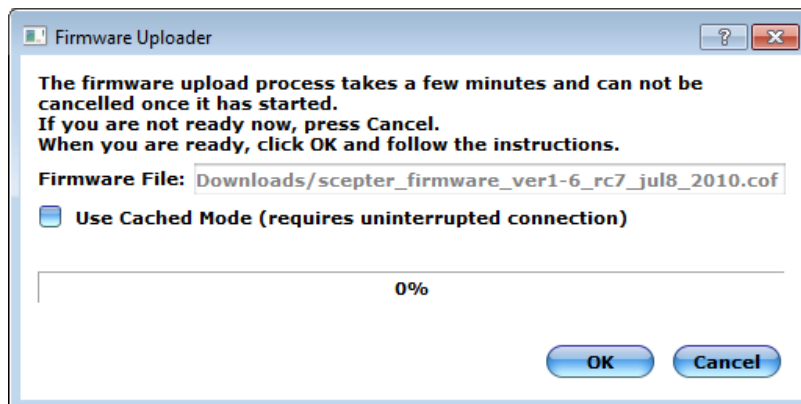 Firmware Uploader
?
The firmware upload process takes a few minutes and can not be
cancelled once it has started.
If you are not ready now, press Cancel.
When you are ready, click OK and follow the instructions.
Firmware File: Downloads/scepter_firmware_ver1-6_rc7_jul8_2010.cof
Use Cached Mode (requires uninterrupted connection)
0%
OK Cancel